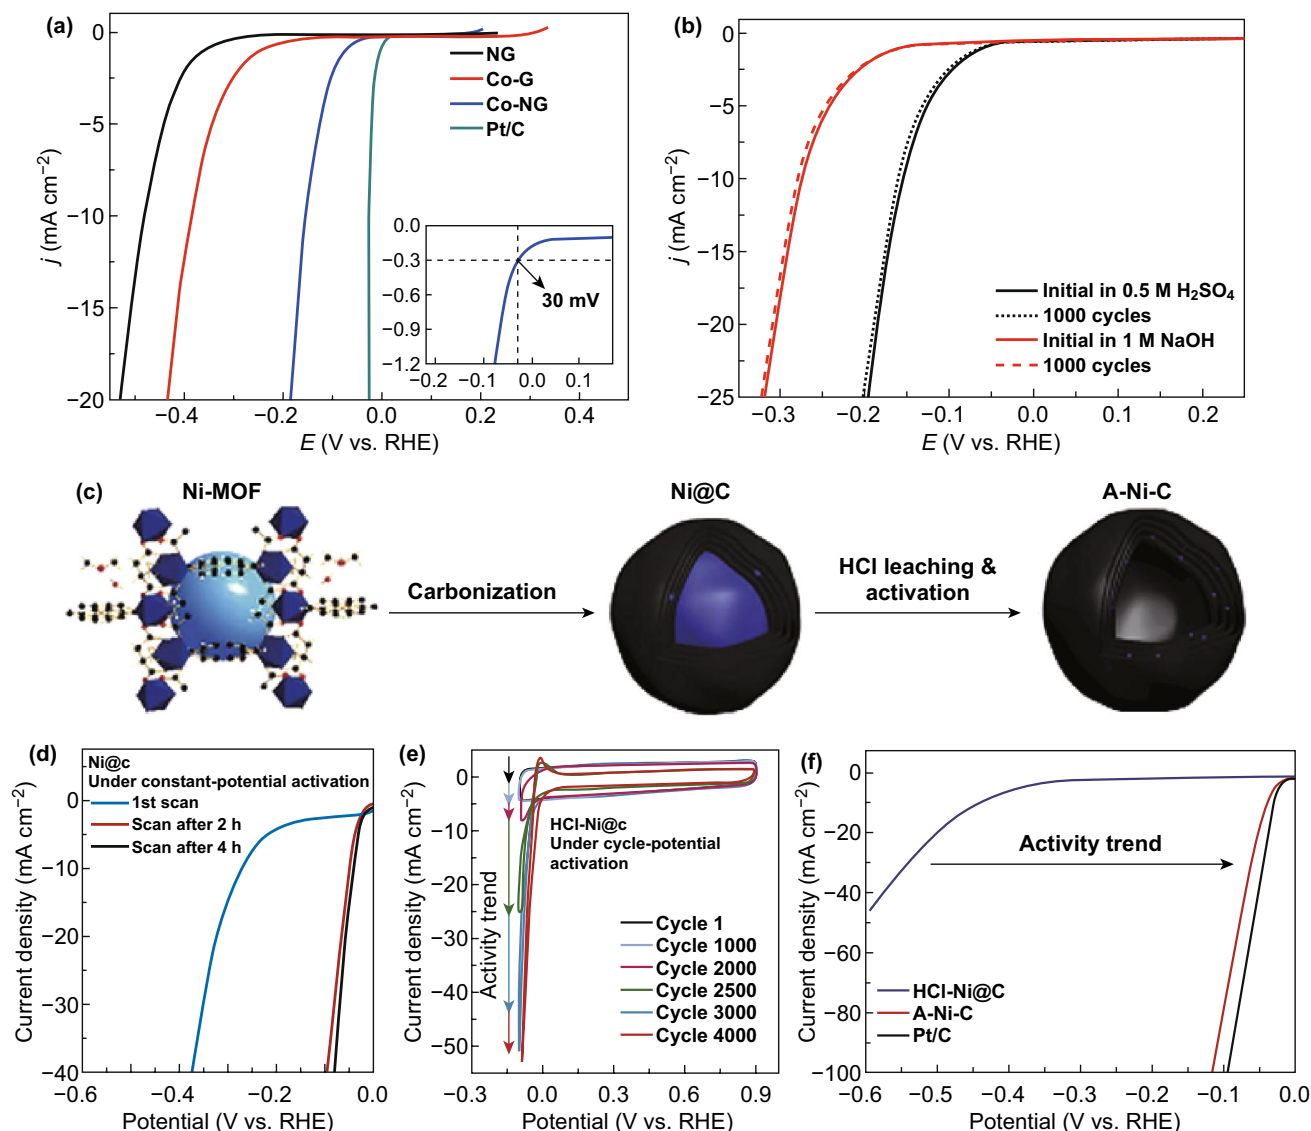 (a)
0
−5
−10
−15
−20
j (mA cm−2)
NG
Co-G
Co-NG
Pt/C
0.0
−0.3
−0.6
−0.9
−1.2
30 mV
−0.2 −0.1 0.0 0.1
−0.4 −0.2 0.0 0.2 0.4
E (V vs. RHE)
(b)
0
−5
−10
−15
−20
−25
j (mA cm−2)
Initial in 0.5 M H2SO4
1000 cycles
Initial in 1 M NaOH
1000 cycles
−0.3 −0.2 −0.1 0.0 0.1 0.2
E (V vs. RHE)
(c)
Ni-MOF
Carbonization
Ni@C
HCl leaching &
activation
A-Ni-C
(d)
Ni@c
Under constant-potential activation
1st scan
Scan after 2 h
Scan after 4 h
0
−10
−20
−30
−40
Current density (mA cm−2)
−0.6 −0.4 −0.2 0.0
Potential (V vs. RHE)
(e)
0
−10
−20
−30
−40
−50
Current density (mA cm−2)
Activity trend
HCl-Ni@c
Under cycle-potential
activation
Cycle 1
Cycle 1000
Cycle 2000
Cycle 2500
Cycle 3000
Cycle 4000
−0.3 0.0 0.3 0.6 0.9
Potential (V vs. RHE)
(f)
0
−20
−40
−60
−80
−100
Current density (mA cm−2)
Activity trend
HCl-Ni@C
A-Ni-C
Pt/C
−0.6 −0.5 −0.4 −0.3 −0.2 −0.1 0.0
Potential (V vs. RHE)